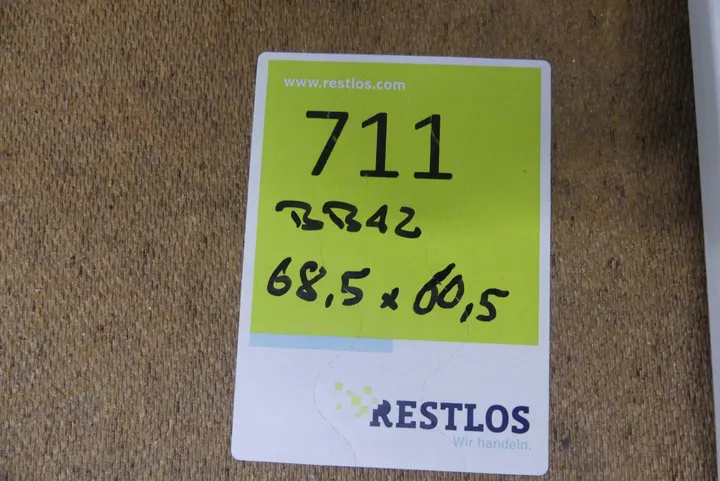 www.restlos.com
711
BB42
68,5 x 60,5
RESTLOS
Wir handeln.